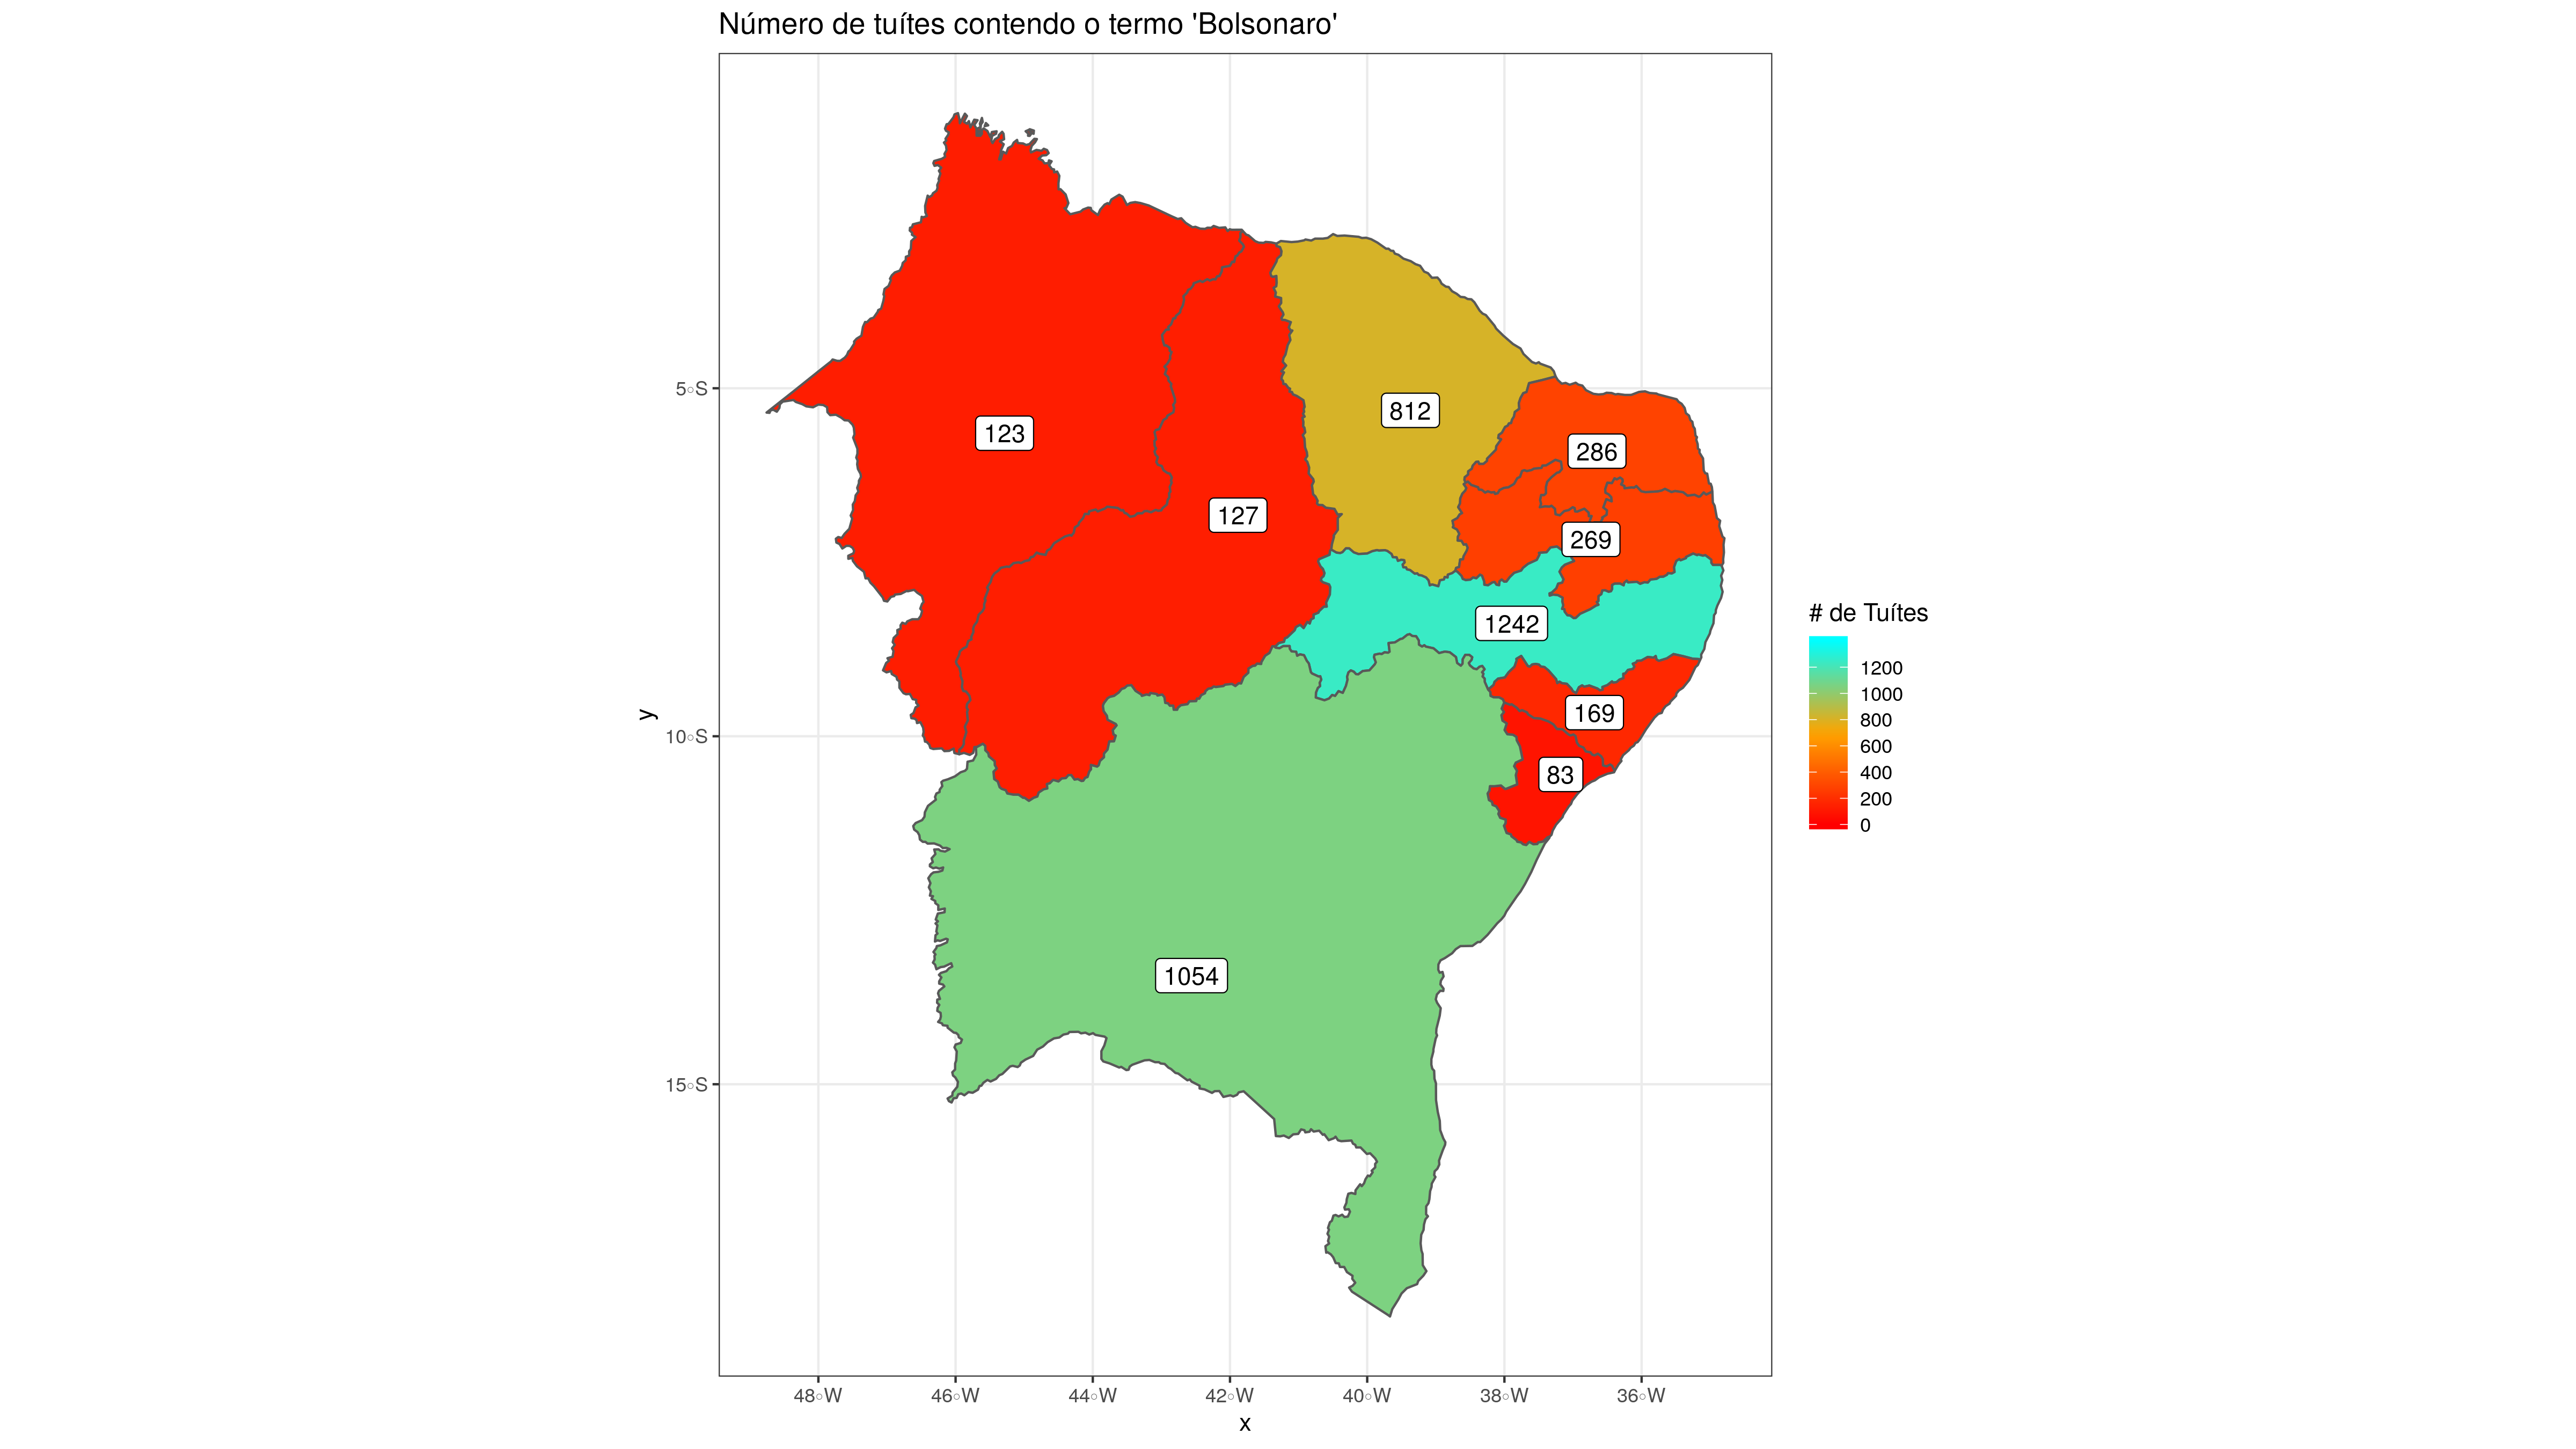 Número de tuítes contendo o termo 'Bolsonaro'
5°S
10°S
15°S
y
123
127
812
286
269
1242
169
83
1054
48°W
46°W
44°W
42°W
40°W
38°W
36°W
x
# de Tuítes
1200
1000
800
600
400
200
0